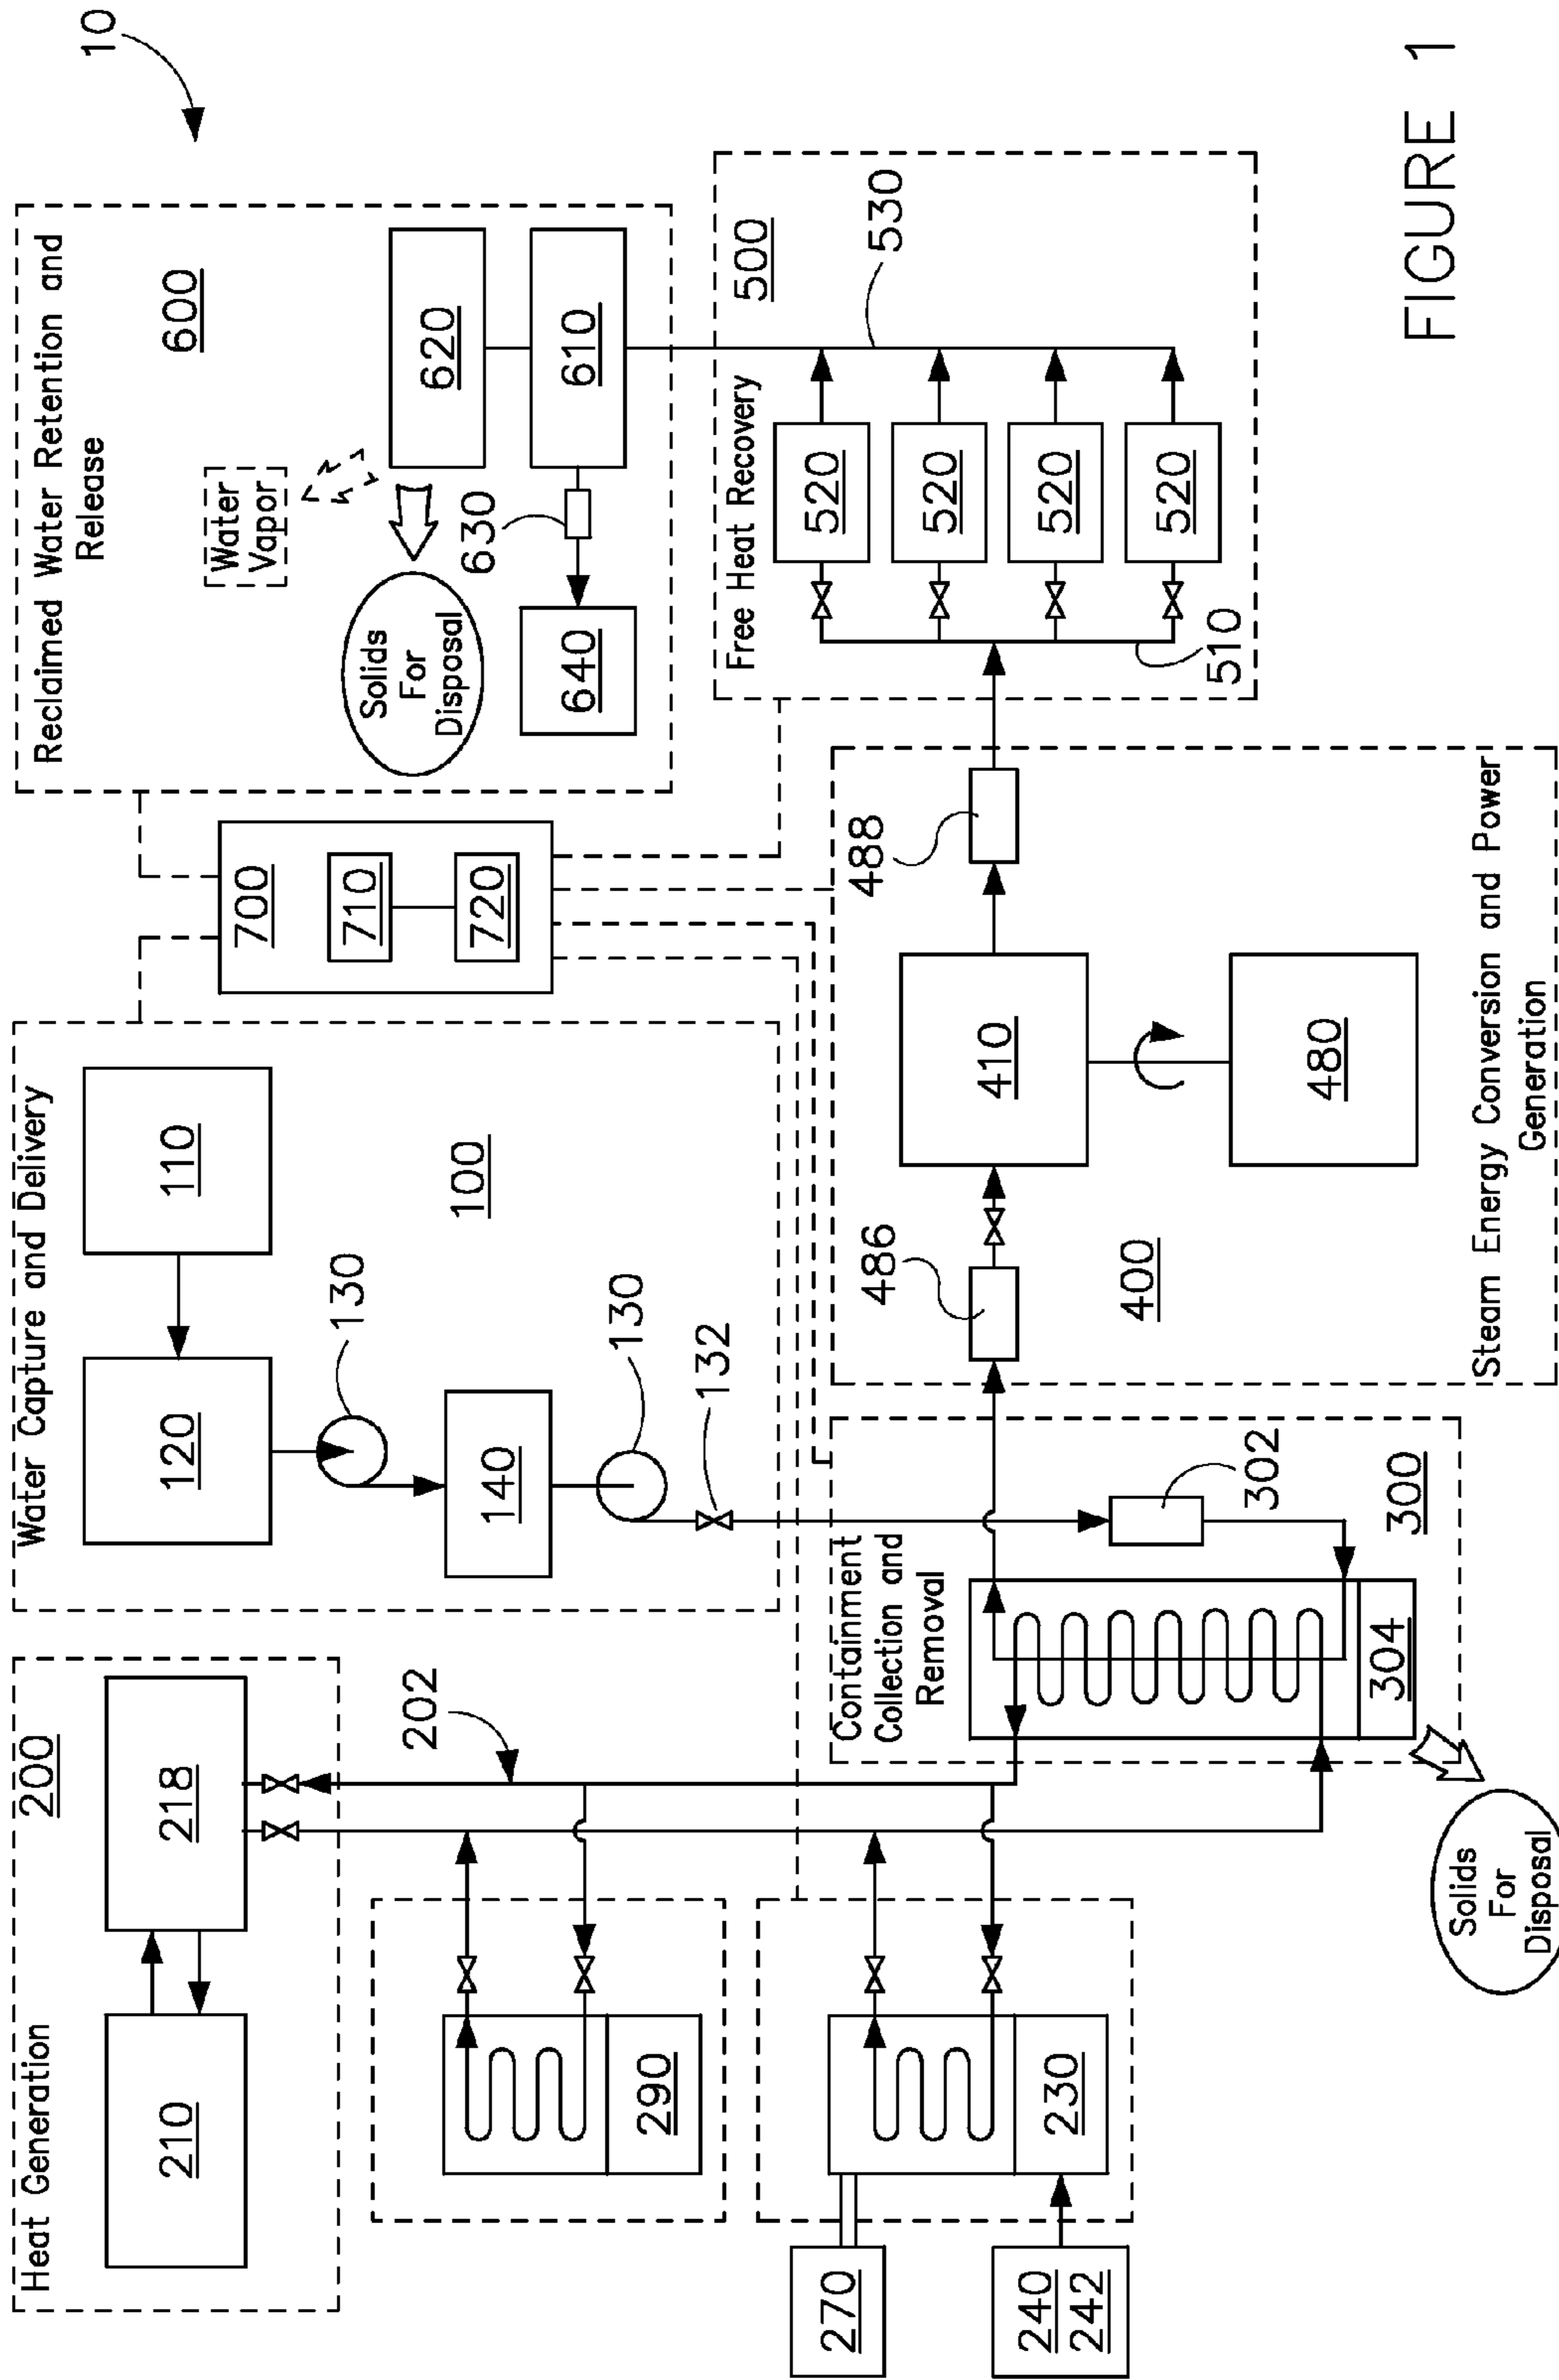 10
Heat Generation
200
210
218
202
290
230
270
240
242
Water Capture and Delivery
110
120
130
140
130
132
100
700
710
720
Reclaimed Water Retention and
Release
600
Water
Vapor
Solids
For
Disposal
620
610
630
640
Containment
Collection and
Removal
302
300
304
Solids
For
Disposal
486
410
488
400
480
Steam Energy Conversion and Power
Generation
Free Heat Recovery
500
520
520
520
520
510
530
FIGURE 1